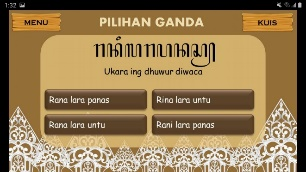 1:32
MENU
PILIHAN GANDA
KUIS
Ukara ing dhuwur diwaca
Rana lara panas
Rina lara untu
Rana lara untu
Rani lara panas